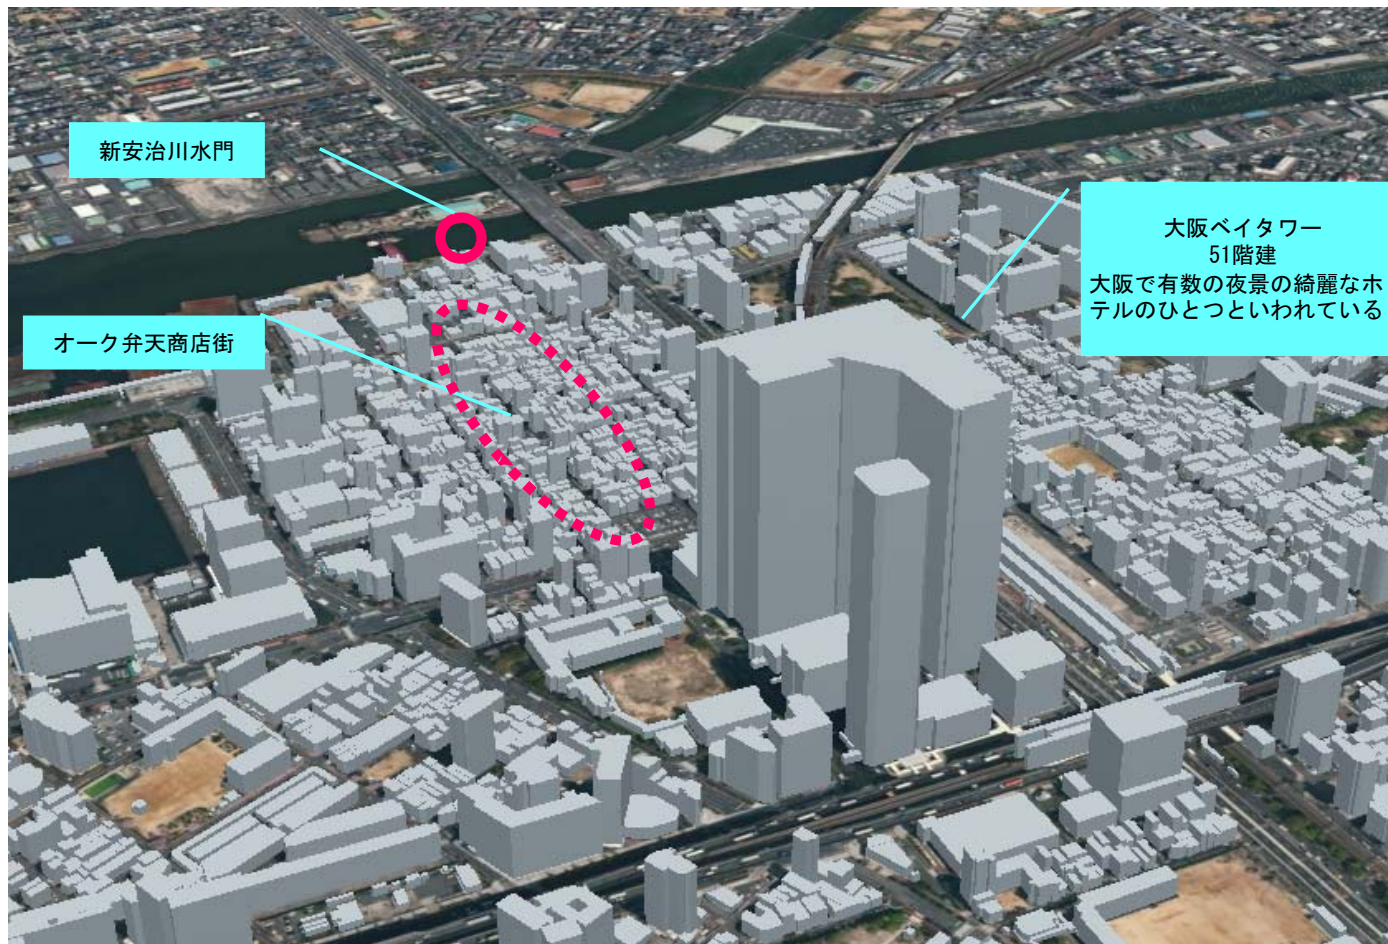 新安治川水門
オーク弁天商店街
大阪ベイタワー
51階建
大阪で有数の夜景の綺麗なホ
テルのひとつといわれている